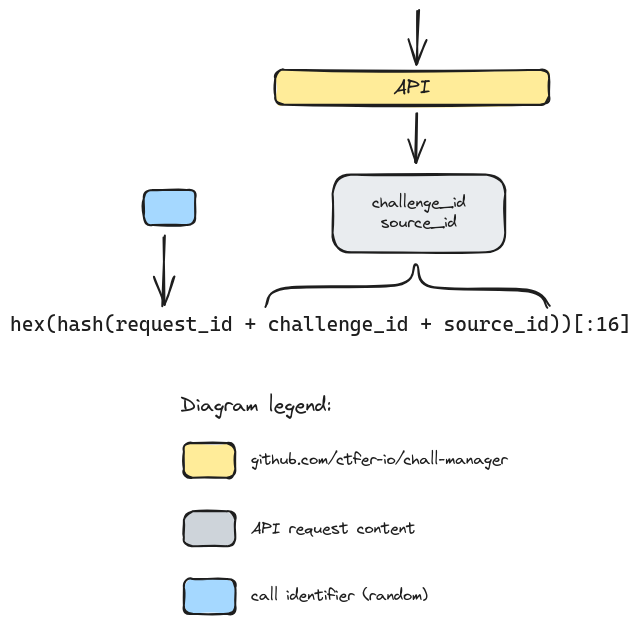 API
challenge_id
source_id
hex(hash(request_id + challenge_id + source_id))[:16]
Diagram legend:
github.com/ctfer-io/chall-manager
API request content
call identifier (random)